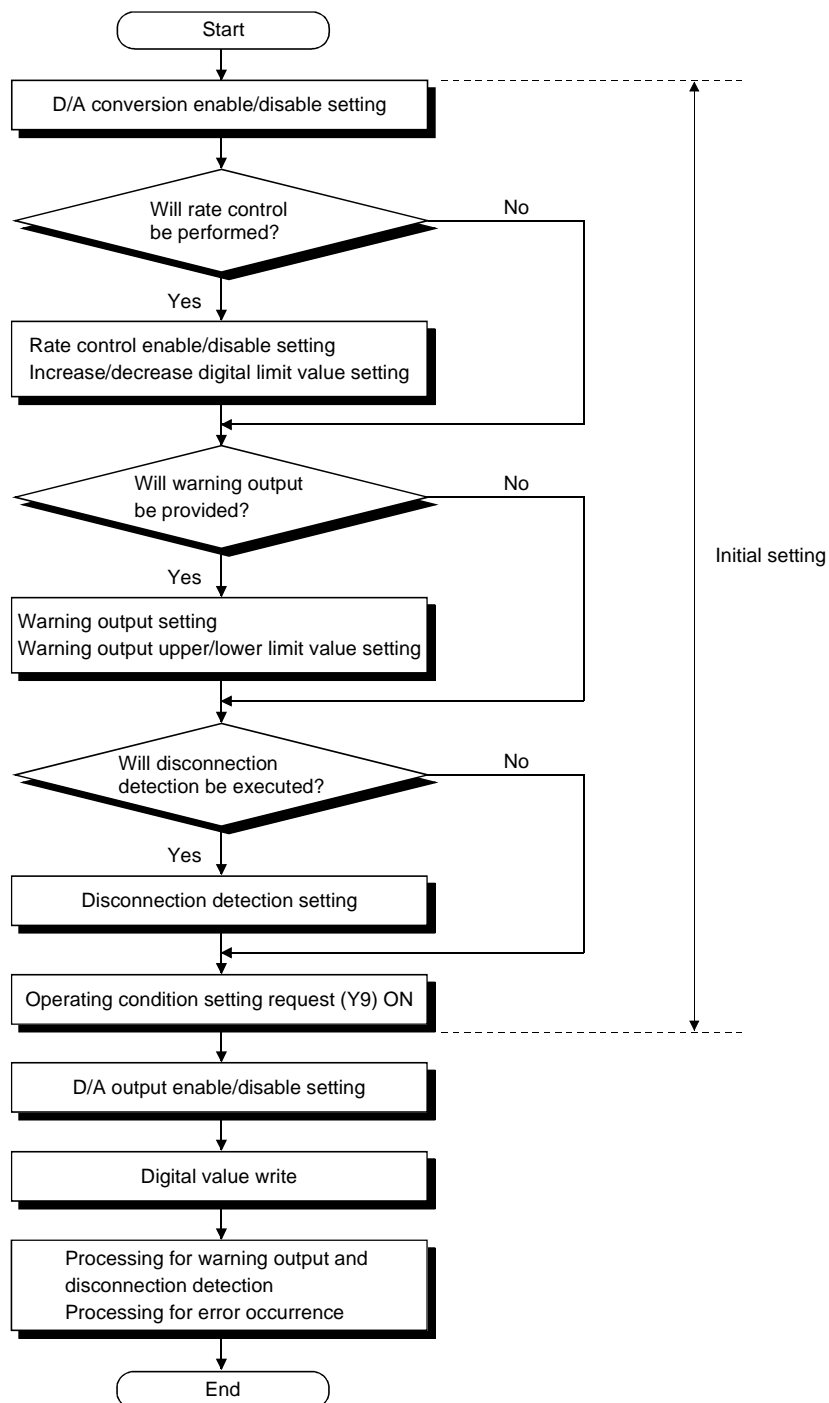 Start
D/A conversion enable/disable setting
Will rate control
be performed?
No
Yes
Rate control enable/disable setting
Increase/decrease digital limit value setting
Will warning output
be provided?
No
Initial setting
Yes
Warning output setting
Warning output upper/lower limit value setting
Will disconnection
detection be executed?
No
Yes
Disconnection detection setting
Operating condition setting request (Y9) ON
D/A output enable/disable setting
Digital value write
Processing for warning output and
disconnection detection
Processing for error occurrence
End